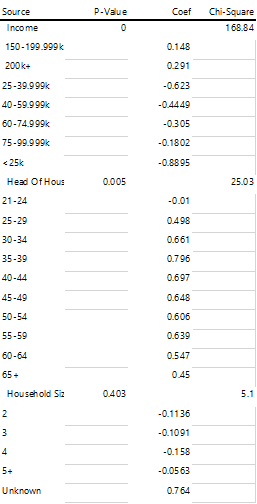 Source P-Value Coef Chi-Square
Income 0 168.84
150-199.999k 0.148
200k+ 0.291
25-39.999k -0.623
40-59.999k -0.4449
60-74.999k -0.305
75-99.999k -0.1802
<25k -0.8895
Head Of Hous 0.005 25.03
21-24 -0.01
25-29 0.498
30-34 0.661
35-39 0.796
40-44 0.697
45-49 0.648
50-54 0.606
55-59 0.639
60-64 0.547
65+ 0.45
Household Siz 0.403 5.1
2 -0.1136
3 -0.1091
4 -0.158
5+ -0.0563
Unknown 0.764